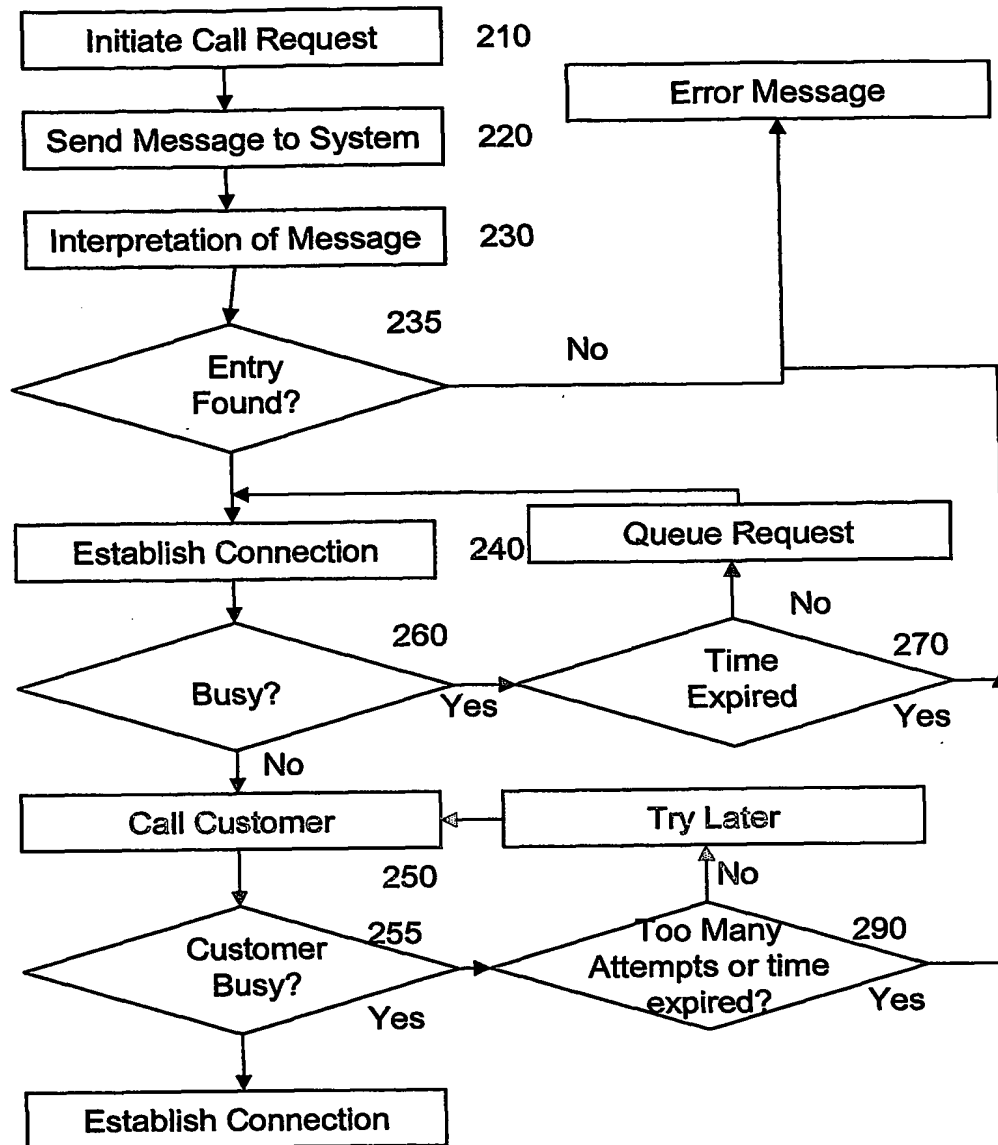 Initiate Call Request
210
Error Message
Send Message to System
220
Interpretation of Message
230
235
Entry
Found?
No
Establish Connection
240
Queue Request
No
260
Busy?
Yes
Time
Expired
270
Yes
No
Call Customer
Try Later
250
No
Customer
Busy?
255
Yes
Too Many
Attempts or time
expired?
290
Yes
Establish Connection